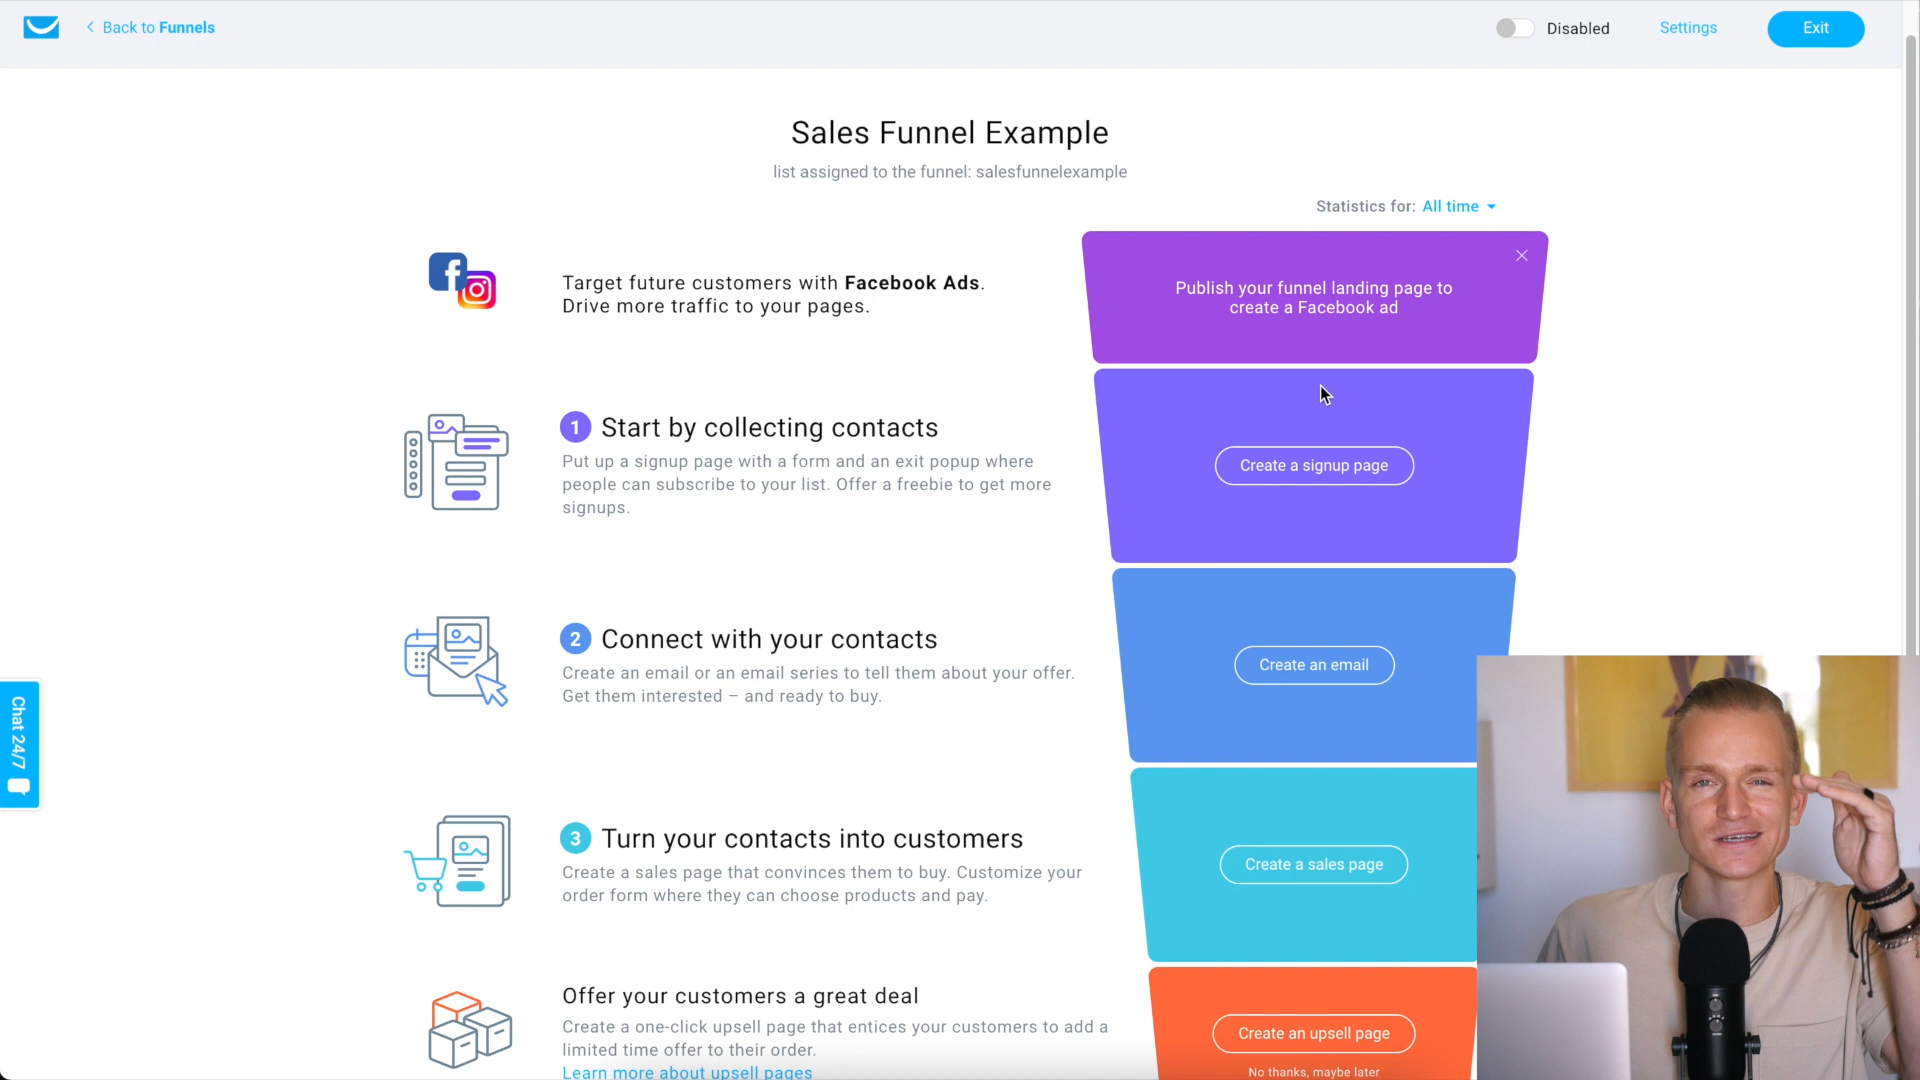 Back to Funnels
Disabled
Settings
Exit
Sales Funnel Example
list assigned to the funnel: salesfunnelexample
Statistics for: All time
Target future customers with Facebook Ads.
Drive more traffic to your pages.
Publish your funnel landing page to
create a Facebook ad
1 Start by collecting contacts
Put up a signup page with a form and an exit popup where
people can subscribe to your list. Offer a freebie to get more
signups.
Create a signup page
2 Connect with your contacts
Create an email or an email series to tell them about your offer.
Get them interested – and ready to buy.
Create an email
Chat 24/7
3 Turn your contacts into customers
Create a sales page that convinces them to buy. Customize your
order form where they can choose products and pay.
Create a sales page
Offer your customers a great deal
Create a one-click upsell page that entices your customers to add a
limited time offer to their order.
Learn more about upsell pages
Create an upsell page
No thanks, maybe later